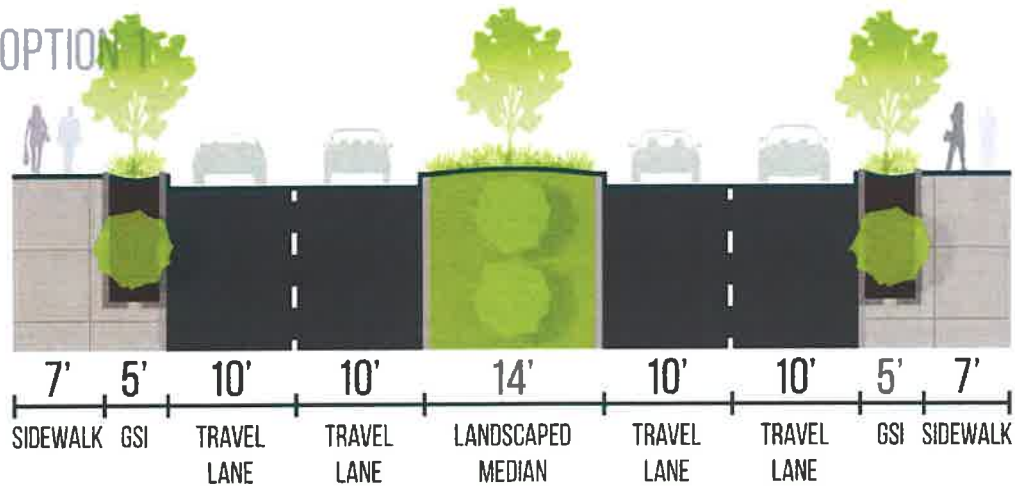 OPTION 1
7' 5' 10' 10' 14' 10' 10' 5' 7'
SIDEWALK GSI TRAVEL TRAVEL LANDSCAPED TRAVEL TRAVEL GSI SIDEWALK
LANE LANE MEDIAN LANE LANE